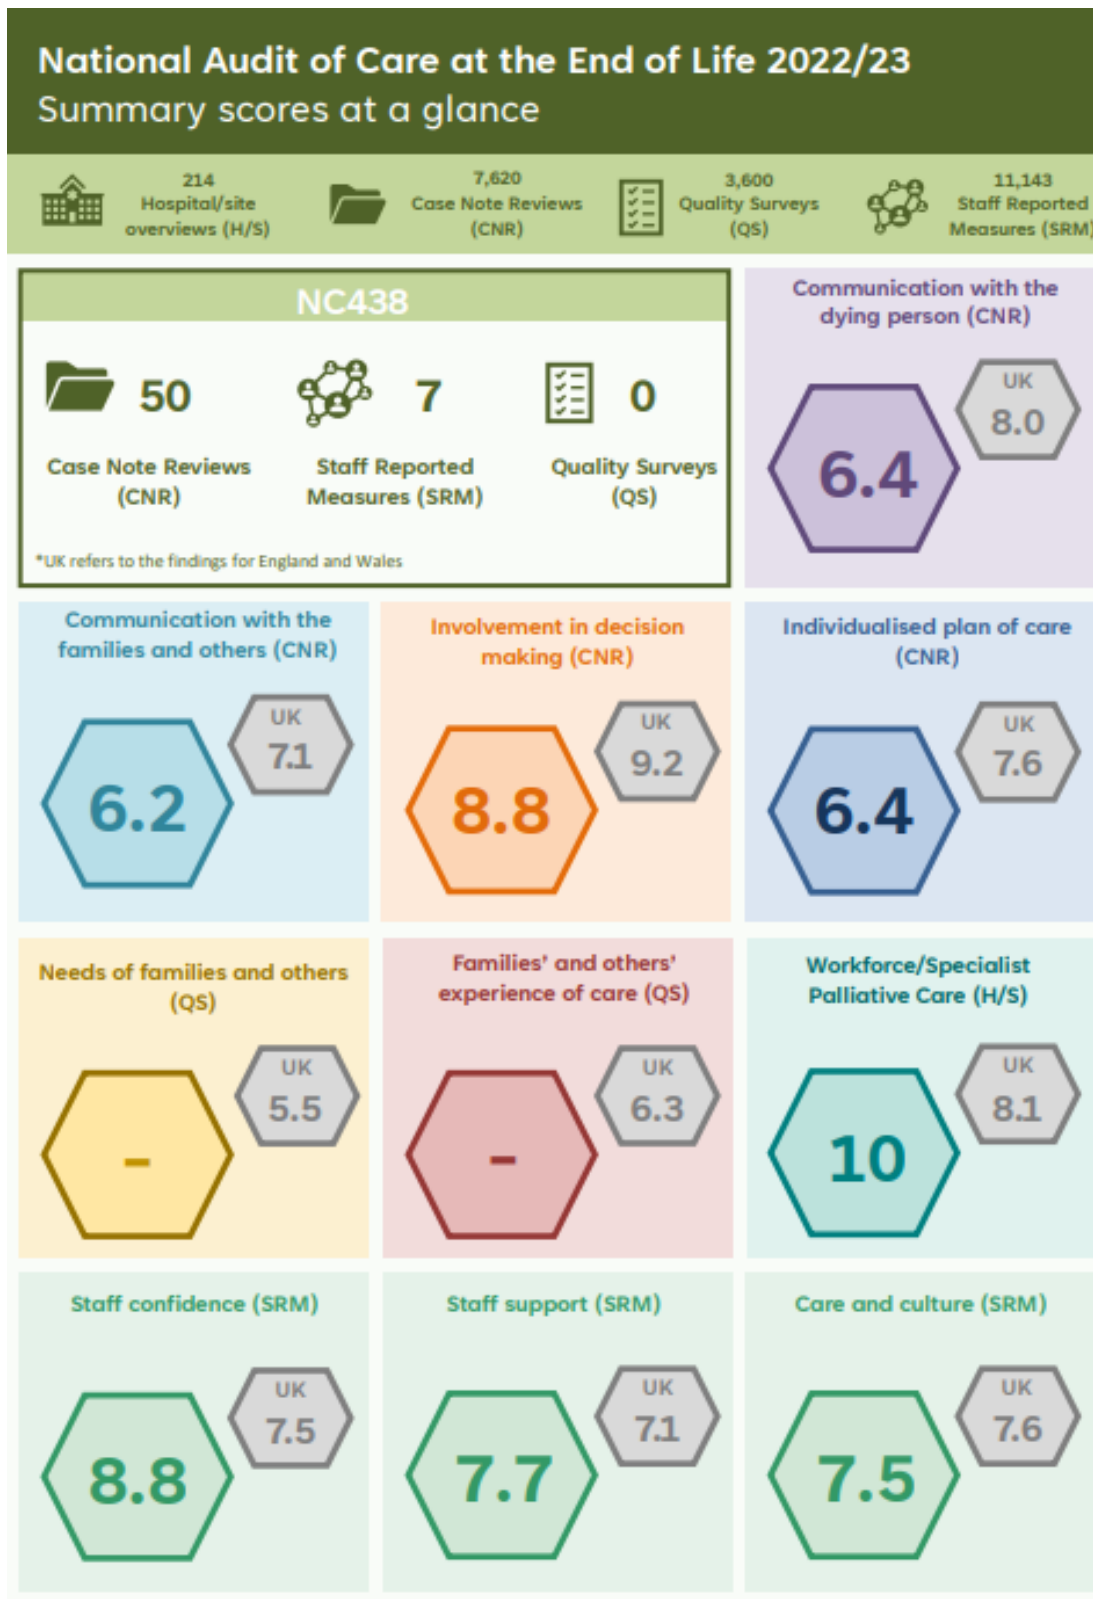 National Audit of Care at the End of Life 2022/23
Summary scores at a glance
214
Hospital/site
overviews (H/S)
7,620
Case Note Reviews
(CNR)
3,600
Quality Surveys
(QS)
11,143
Staff Reported
Measures (SRM)
NC438
50
Case Note Reviews
(CNR)
7
Staff Reported
Measures (SRM)
0
Quality Surveys
(QS)
*UK refers to the findings for England and Wales
Communication with the
dying person (CNR)
UK
8.0
6.4
Communication with the
families and others (CNR)
UK
7.1
6.2
Involvement in decision
making (CNR)
UK
9.2
8.8
Individualised plan of care
(CNR)
UK
7.6
6.4
Needs of families and others
(QS)
UK
5.5
-
Families’ and others’
experience of care (QS)
UK
6.3
-
Workforce/Specialist
Palliative Care (H/S)
UK
8.1
10
Staff confidence (SRM)
UK
7.5
8.8
Staff support (SRM)
UK
7.1
7.7
Care and culture (SRM)
UK
7.6
7.5